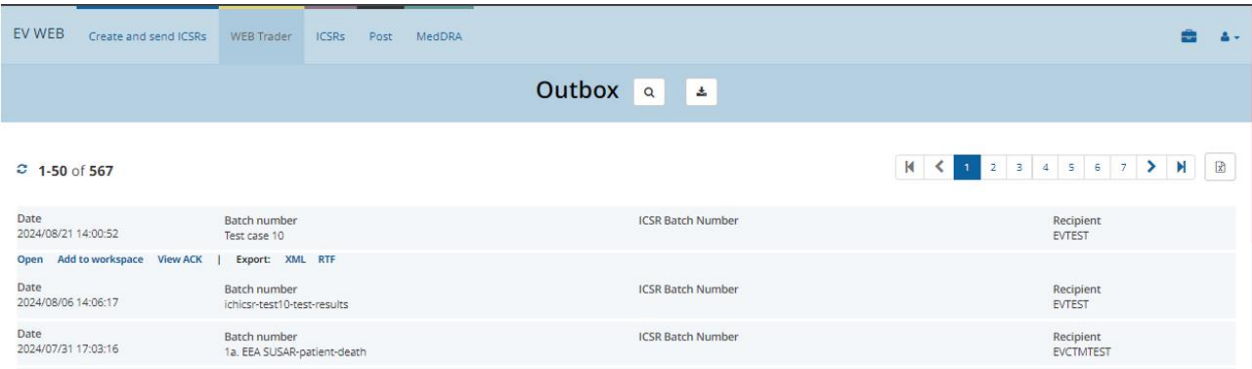 EV WEB Create and send ICSRs WEB Trader ICSRs Post MedDRA
Outbox
1-50 of 567
1 2 3 4 5 6 7
Date Batch number ICSR Batch Number Recipient
2024/08/21 14:00:52 Test case 10 EVTEST
Open Add to workspace View ACK | Export: XML RTF
Date Batch number ICSR Batch Number Recipient
2024/08/06 14:06:17 ichicsr-test10-test-results EVTEST
Date Batch number ICSR Batch Number Recipient
2024/07/31 17:03:16 1a. EEA SUSAR-patient-death EVCTMTEST